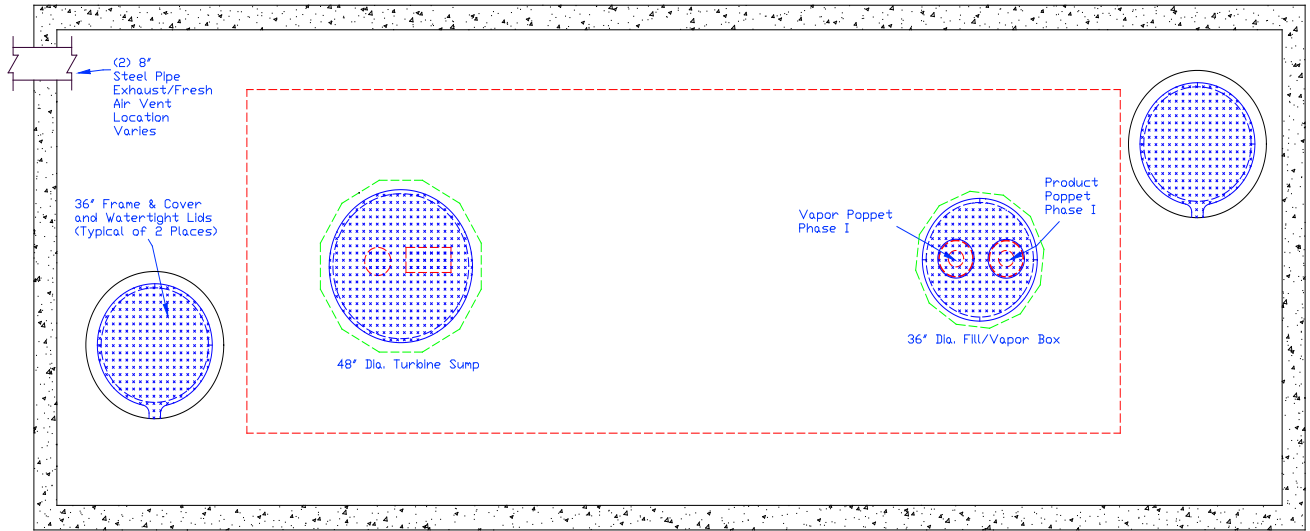 (2) 8"
Steel Pipe
Exhaust/Fresh
Air Vent
Location
Varies
36" Frame & Cover
and Watertight Lids
(Typical of 2 Places)
48" Dia. Turbine Sump
Vapor Poppet
Phase I
Product
Poppet
Phase I
36" Dia. Fill/Vapor Box